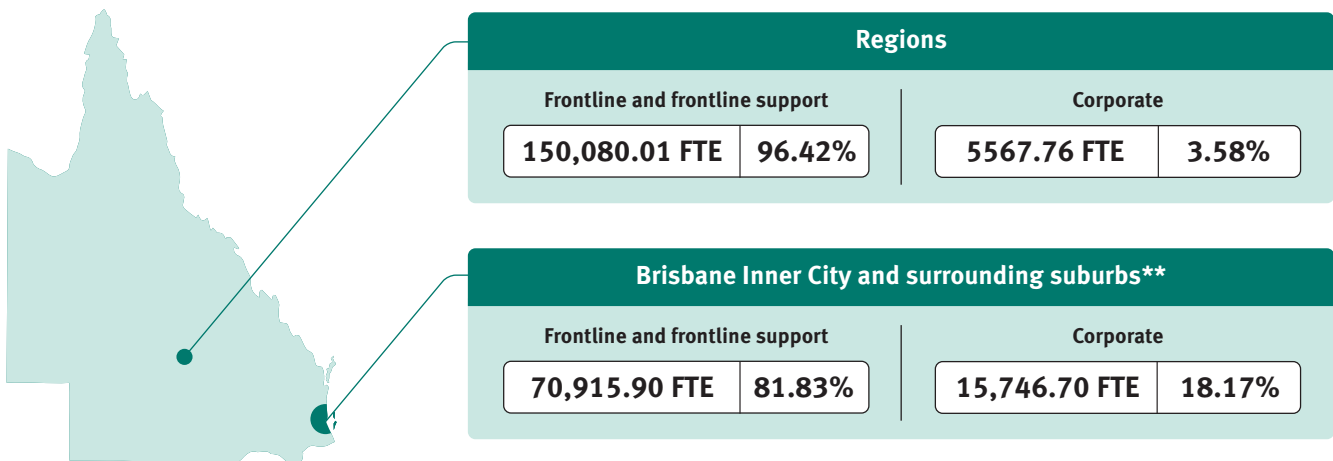 Regions
Frontline and frontline support
Corporate
150,080.01 FTE 96.42%
5567.76 FTE 3.58%
Brisbane Inner City and surrounding suburbs**
Frontline and frontline support
Corporate
70,915.90 FTE 81.83%
15,746.70 FTE 18.17%